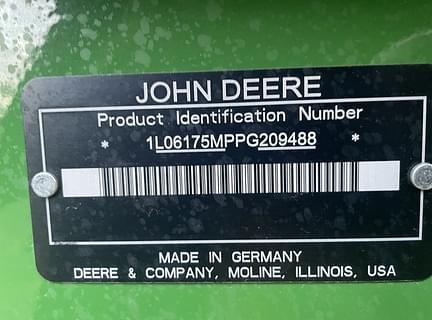 JOHN DEERE
Product Identification Number
* 1L06175MPPG209488 *
MADE IN GERMANY
DEERE & COMPANY, MOLINE, ILLINOIS, USA